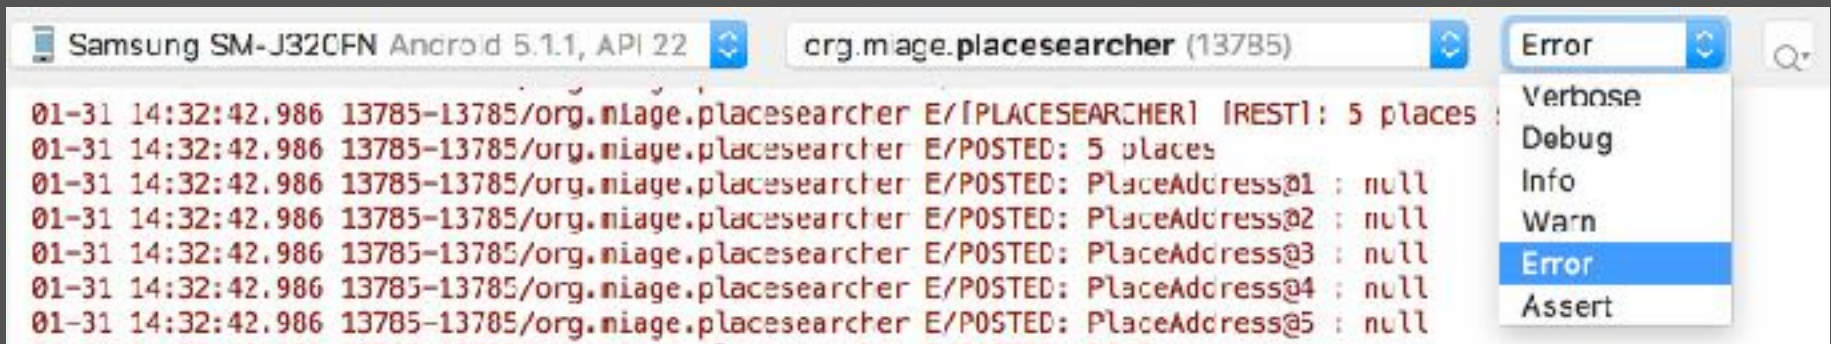 Samsung SM-J320FN Android 5.1.1, API 22 org.miage.placesearcher (13785) Error
Verbose
01-31 14:32:42.986 13785-13785/org.miage.placesearcher E/[PLACESEARCHER] [REST]: 5 places
Debug
01-31 14:32:42.986 13785-13785/org.miage.placesearcher E/POSTED: 5 places
Info
01-31 14:32:42.986 13785-13785/org.miage.placesearcher E/POSTED: PlaceAddress@1 : null
Warn
01-31 14:32:42.986 13785-13785/org.miage.placesearcher E/POSTED: PlaceAddress@2 : null
Error
01-31 14:32:42.986 13785-13785/org.miage.placesearcher E/POSTED: PlaceAddress@3 : null
01-31 14:32:42.986 13785-13785/org.miage.placesearcher E/POSTED: PlaceAddress@4 : null
Assert
01-31 14:32:42.986 13785-13785/org.miage.placesearcher E/POSTED: PlaceAddress@5 : null